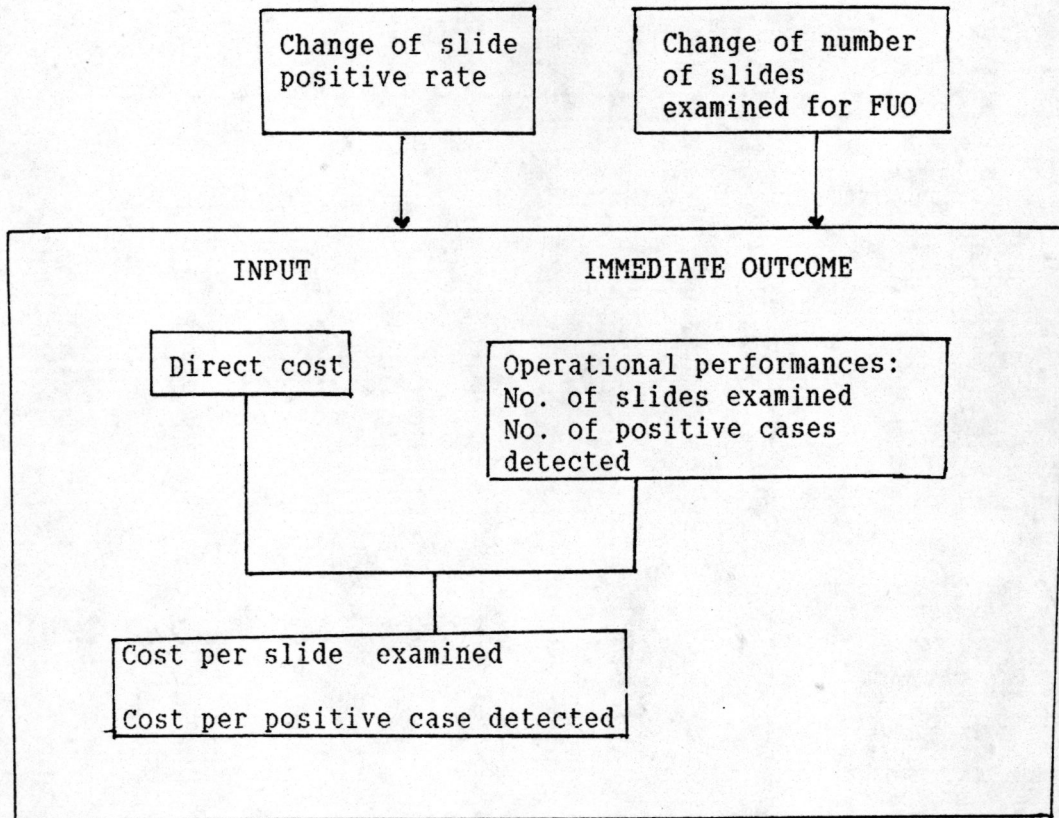 Change of slide
positive rate
Change of number
of slides
examined for FUO
INPUT
IMMEDIATE OUTCOME
Direct cost
Operational performances:
No. of slides examined
No. of positive cases
detected
Cost per slide examined
Cost per positive case detected